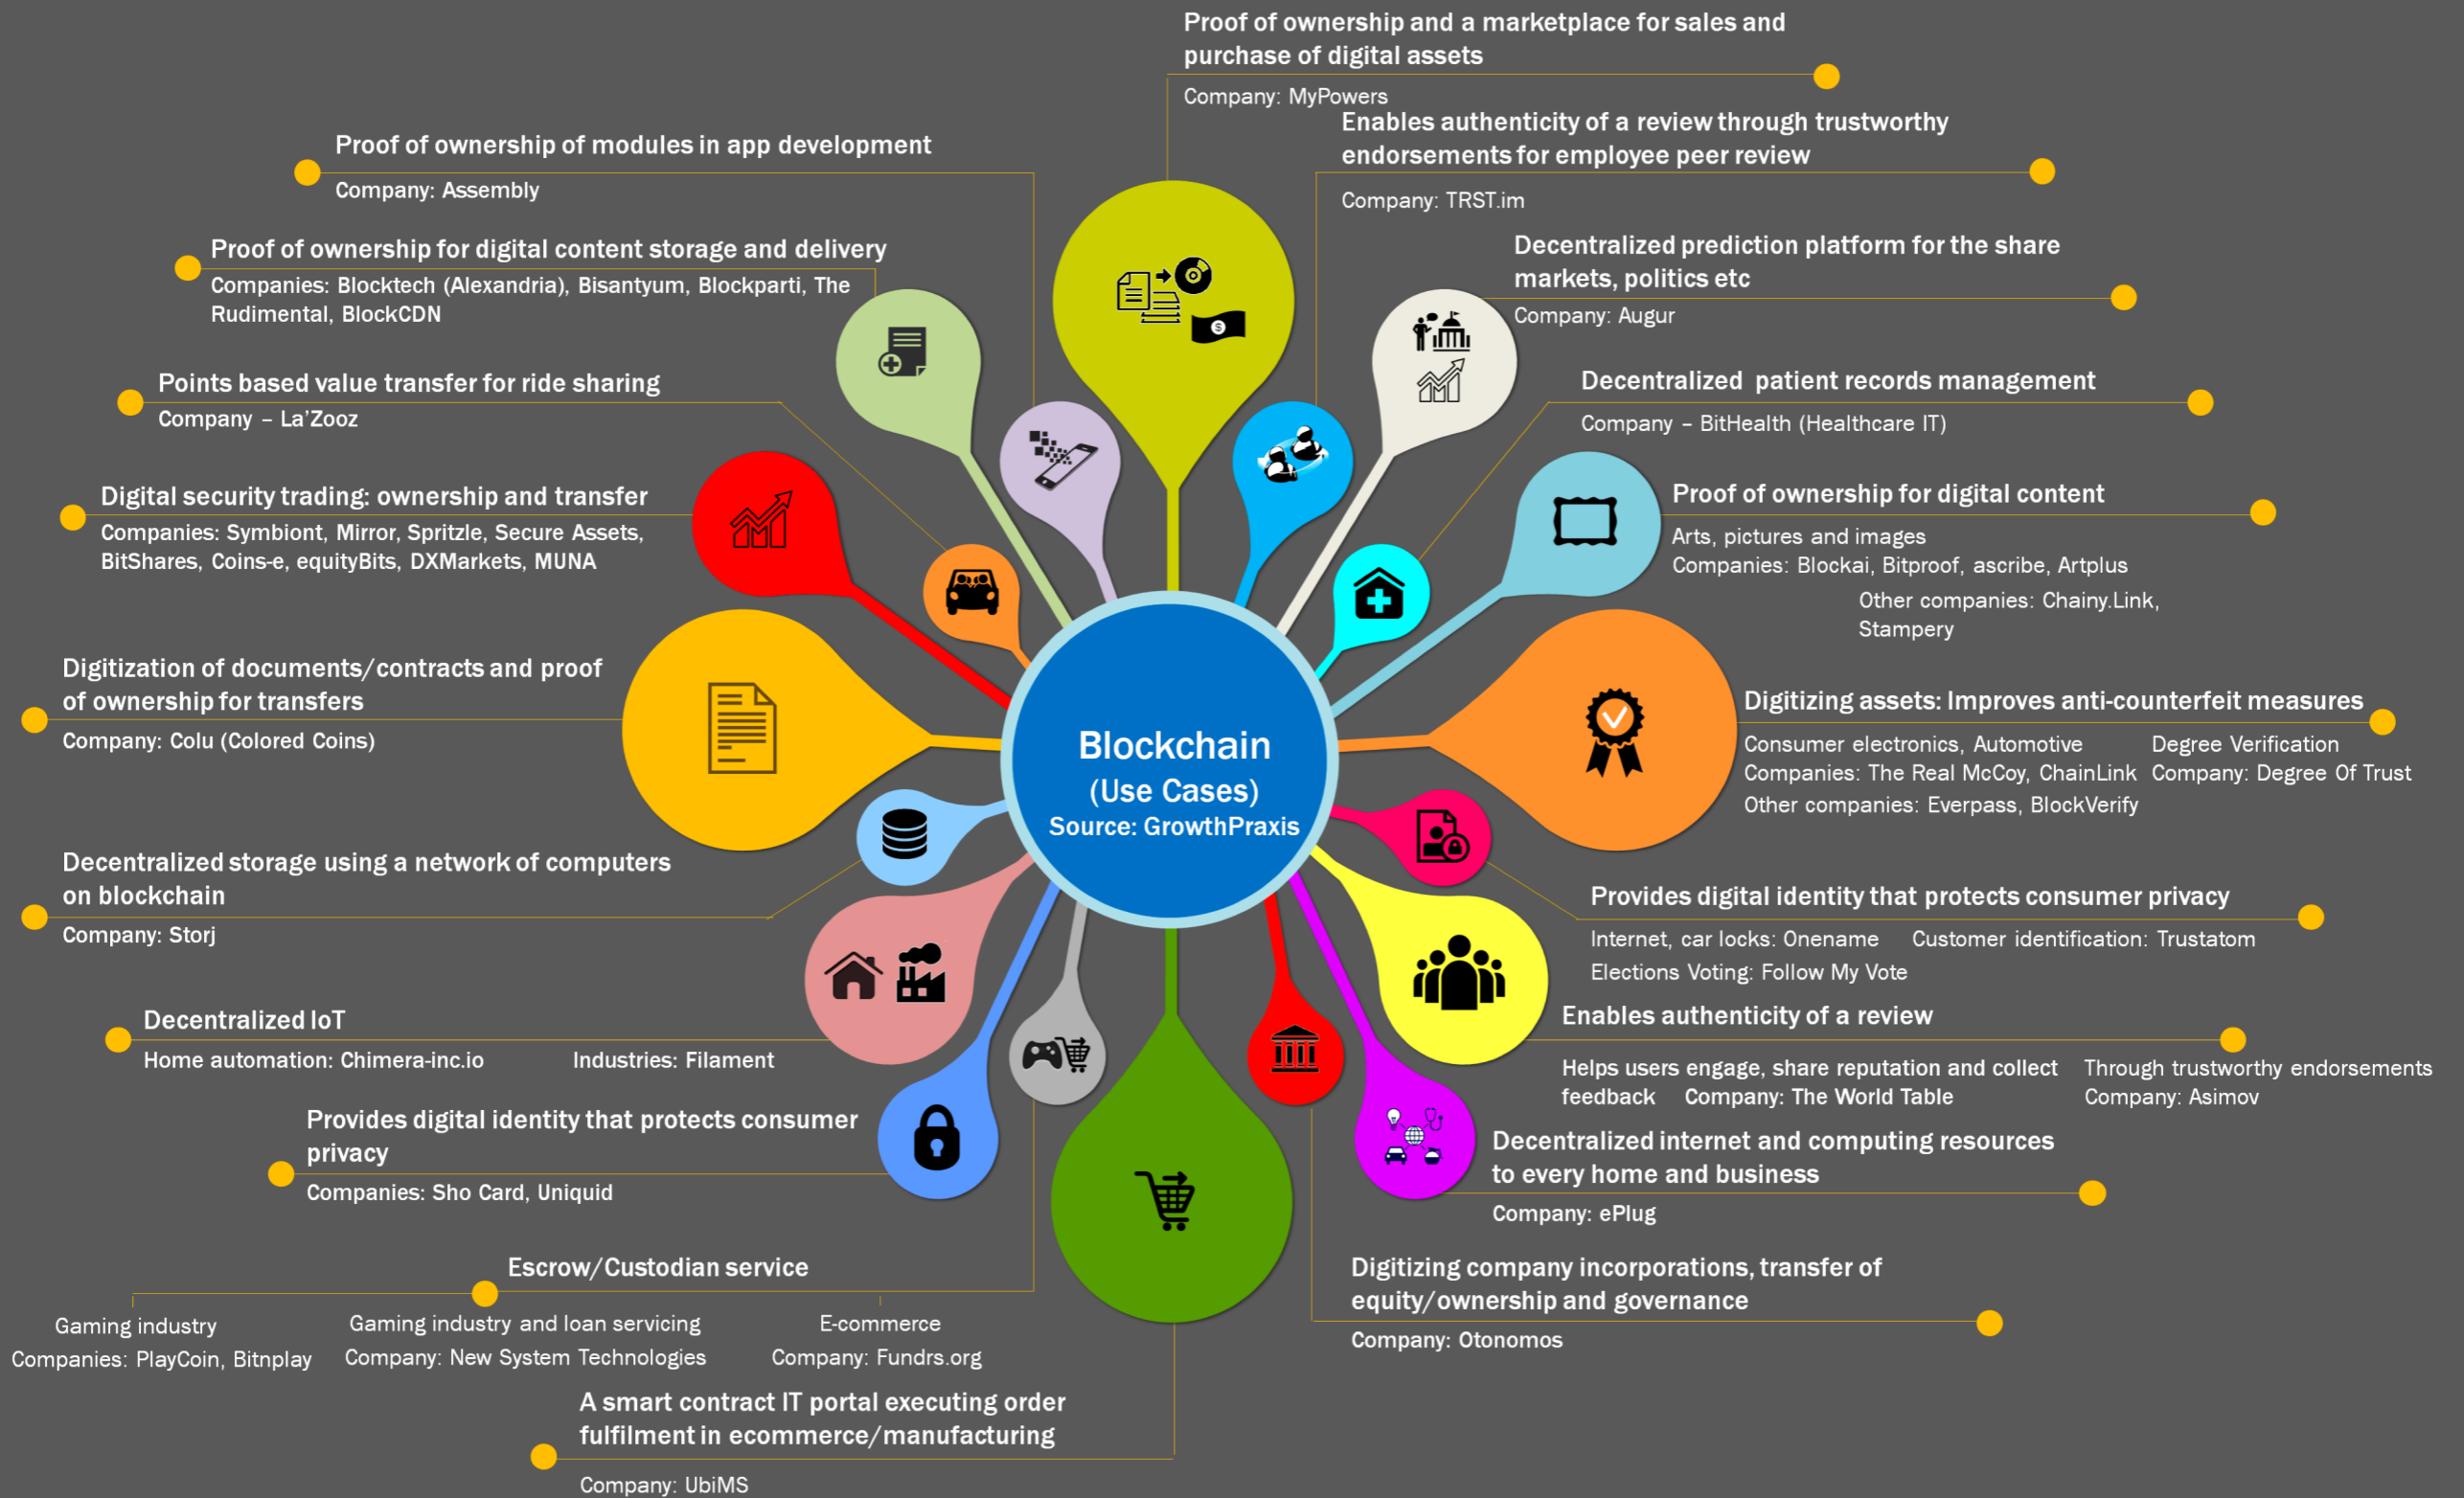 Proof of ownership and a marketplace for sales and
purchase of digital assets
Company: MyPowers
Enables authenticity of a review through trustworthy
endorsements for employee peer review
Company: TRST.im
Decentralized prediction platform for the share
markets, politics etc
Company: Augur
Decentralized patient records management
Company – BitHealth (Healthcare IT)
Proof of ownership for digital content
Arts, pictures and images
Companies: Blockai, Bitproof, ascribe, Artplus
Other companies: Chainy.Link,
Stampery
Digitizing assets: Improves anti-counterfeit measures
Consumer electronics, Automotive
Companies: The Real McCoy, ChainLink
Other companies: Everpass, BlockVerify
Degree Verification
Company: Degree Of Trust
Provides digital identity that protects consumer privacy
Internet, car locks: Onename
Customer identification: Trustatom
Elections Voting: Follow My Vote
Enables authenticity of a review
Helps users engage, share reputation and collect
feedback Company: The World Table
Through trustworthy endorsements
Company: Asimov
Decentralized internet and computing resources
to every home and business
Company: ePlug
Digitizing company incorporations, transfer of
equity/ownership and governance
Company: Otonomos
Proof of ownership of modules in app development
Company: Assembly
Proof of ownership for digital content storage and delivery
Companies: Blocktech (Alexandria), Bisantyum, Blockparti, The
Rudimental, BlockCDN
Points based value transfer for ride sharing
Company – La’Zooz
Digital security trading: ownership and transfer
Companies: Symbiont, Mirror, Spritzle, Secure Assets,
BitShares, Coins-e, equityBits, DXMarkets, MUNA
Digitization of documents/contracts and proof
of ownership for transfers
Company: Colu (Colored Coins)
Decentralized storage using a network of computers
on blockchain
Company: Storj
Decentralized IoT
Home automation: Chimera-inc.io
Industries: Filament
Provides digital identity that protects consumer
privacy
Companies: Sho Card, Uniquid
Escrow/Custodian service
Gaming industry
Companies: PlayCoin, Bitnplay
Gaming industry and loan servicing
Company: New System Technologies
E-commerce
Company: Fundrs.org
A smart contract IT portal executing order
fulfilment in ecommerce/manufacturing
Company: UbiMS
Blockchain
(Use Cases)
Source: GrowthPraxis
$